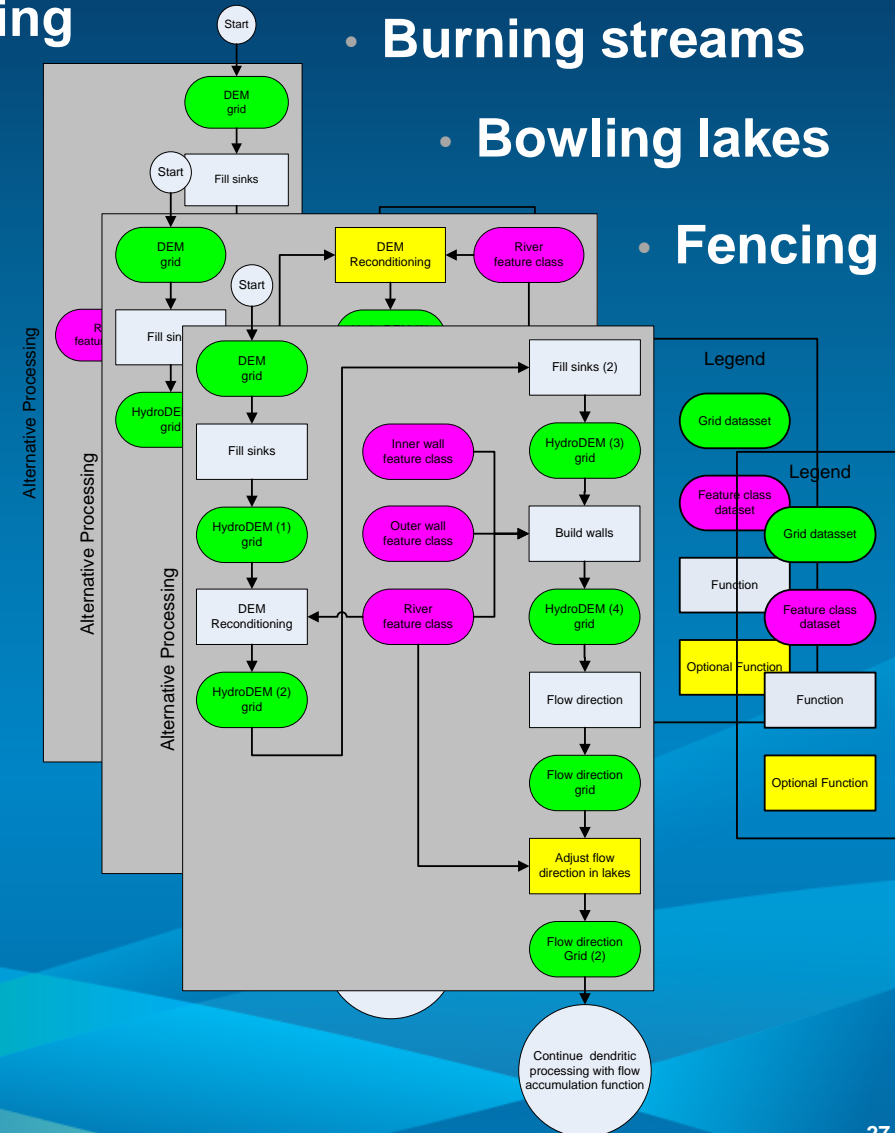 ing
• Burning streams
• Bowling lakes
• Fencing
Start
DEM
grid
Fill sinks
Alternative Processing
Start
DEM
grid
Fill sin
HydroDE
grid
DEM
Reconditioning
River
feature class
R
featu
Alternative Processing
Start
DEM
grid
Fill sinks
HydroDEM (1)
grid
DEM
Reconditioning
HydroDEM (2)
grid
Inner wall
feature class
Outer wall
feature class
River
feature class
Fill sinks (2)
HydroDEM (3)
grid
Build walls
HydroDEM (4)
grid
Flow direction
Flow direction
grid
Adjust flow
direction in lakes
Flow direction
Grid (2)
Continue dendritic
processing with flow
accumulation function
Alternative Processing
Legend
Grid datasset
Feature class
dataset
Function
Optional Function
Legend
Grid datasset
Feature class
dataset
Function
Optional Function
27